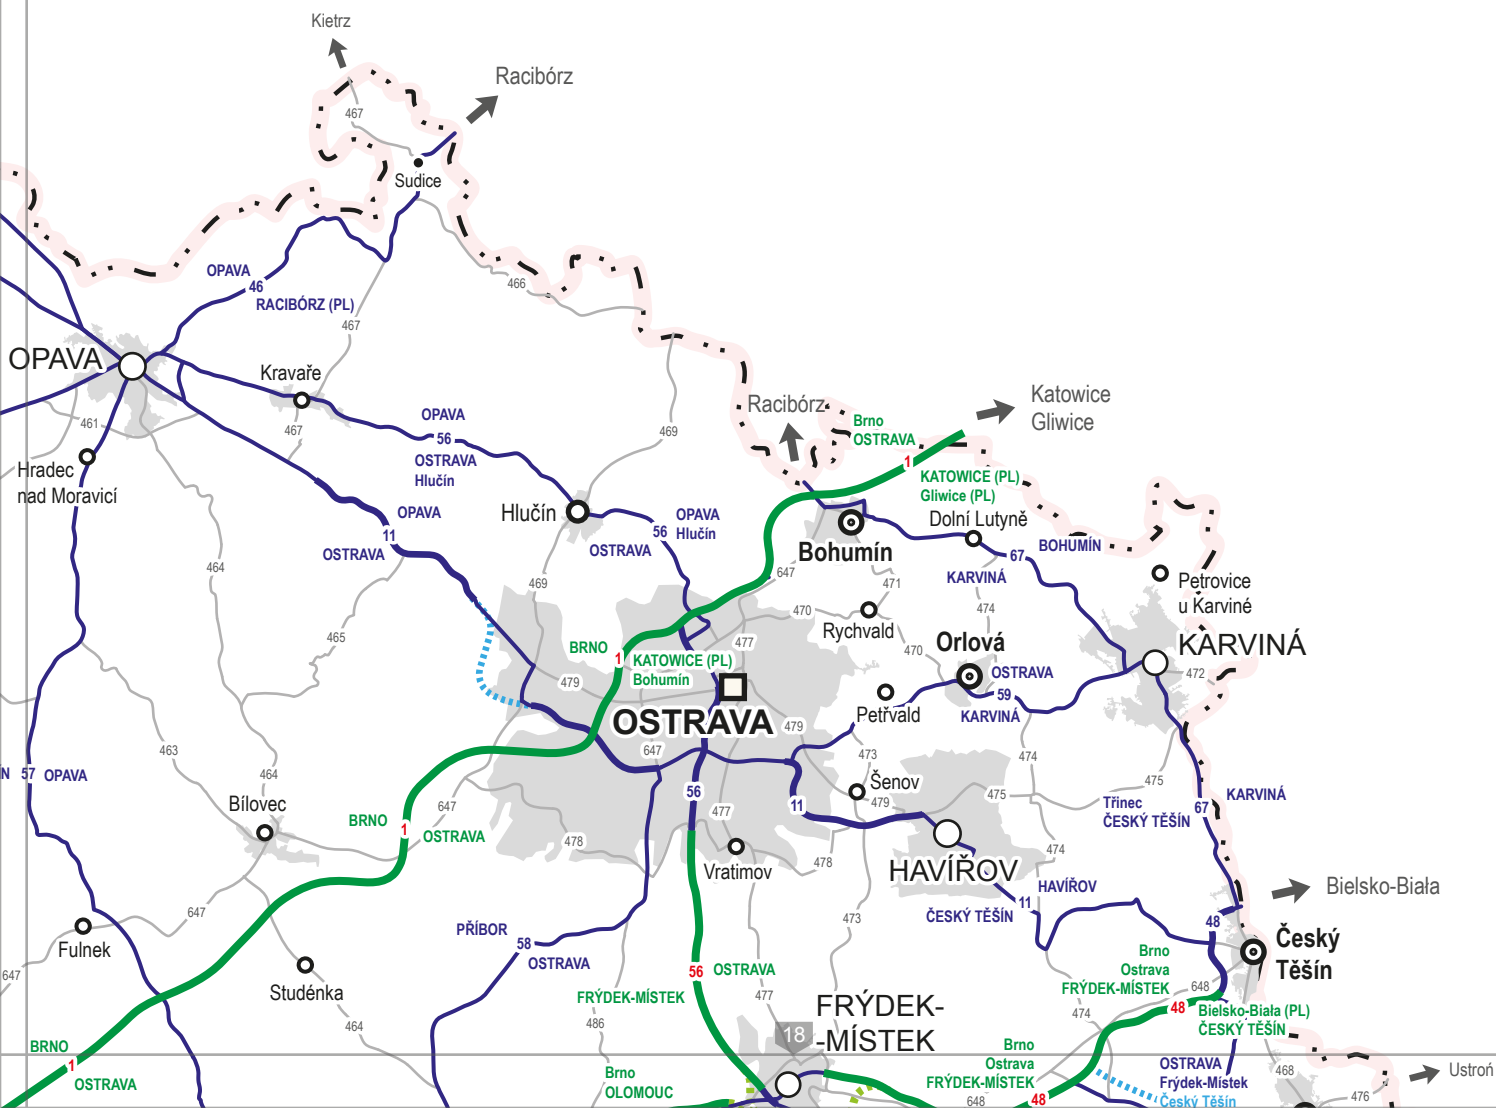 Kietrz
Racibórz
467
Sudice
OPAVA
46
RACIBÓRZ (PL)
466
467
OPAVA
Kravaře
461
467
OPAVA
56
OSTRAVA
Hlučín
469
Racibórz
Brno
OSTRAVA
1
KATOWICE (PL)
Gliwice (PL)
Katowice
Gliwice
Hradec
nad Moravicí
OPAVA
11
OSTRAVA
Hlučín
OPAVA
Hlučín
56
OSTRAVA
Bohumín
Dolní Lutyně
BOHUMÍN
67
KARVINÁ
Petrovice
u Karviné
464
469
647
471
474
470
Rychvald
465
477
470
Orlová
KARVINÁ
BRNO
1
KATOWICE (PL)
Bohumín
479
OSTRAVA
59
KARVINÁ
472
OSTRAVA
Petřvald
479
463
464
647
473
474
N
57
OPAVA
Bílovec
647
56
11
Šenov
479
475
475
Třinec
ČESKÝ TĚŠÍN
67
KARVINÁ
477
BRNO
1
OSTRAVA
478
Vratimov
478
HAVÍŘOV
474
HAVÍŘOV
11
ČESKÝ TĚŠÍN
Bielsko-Biała
647
Fulnek
473
PŘÍBOR
58
OSTRAVA
48
Český
Těšín
Brno
Ostrava
FRÝDEK-MÍSTEK
647
Studénka
56
OSTRAVA
FRÝDEK-MÍSTEK
477
648
48
Bielsko-Biała (PL)
ČESKÝ TĚŠÍN
464
486
FRÝDEK-
-MÍSTEK
18
474
BRNO
1
OSTRAVA
Brno
OLOMOUC
Brno
Ostrava
FRÝDEK-MÍSTEK
48
648
OSTRAVA
Frýdek-Místek
Český Těšín
468
Ustroń
476